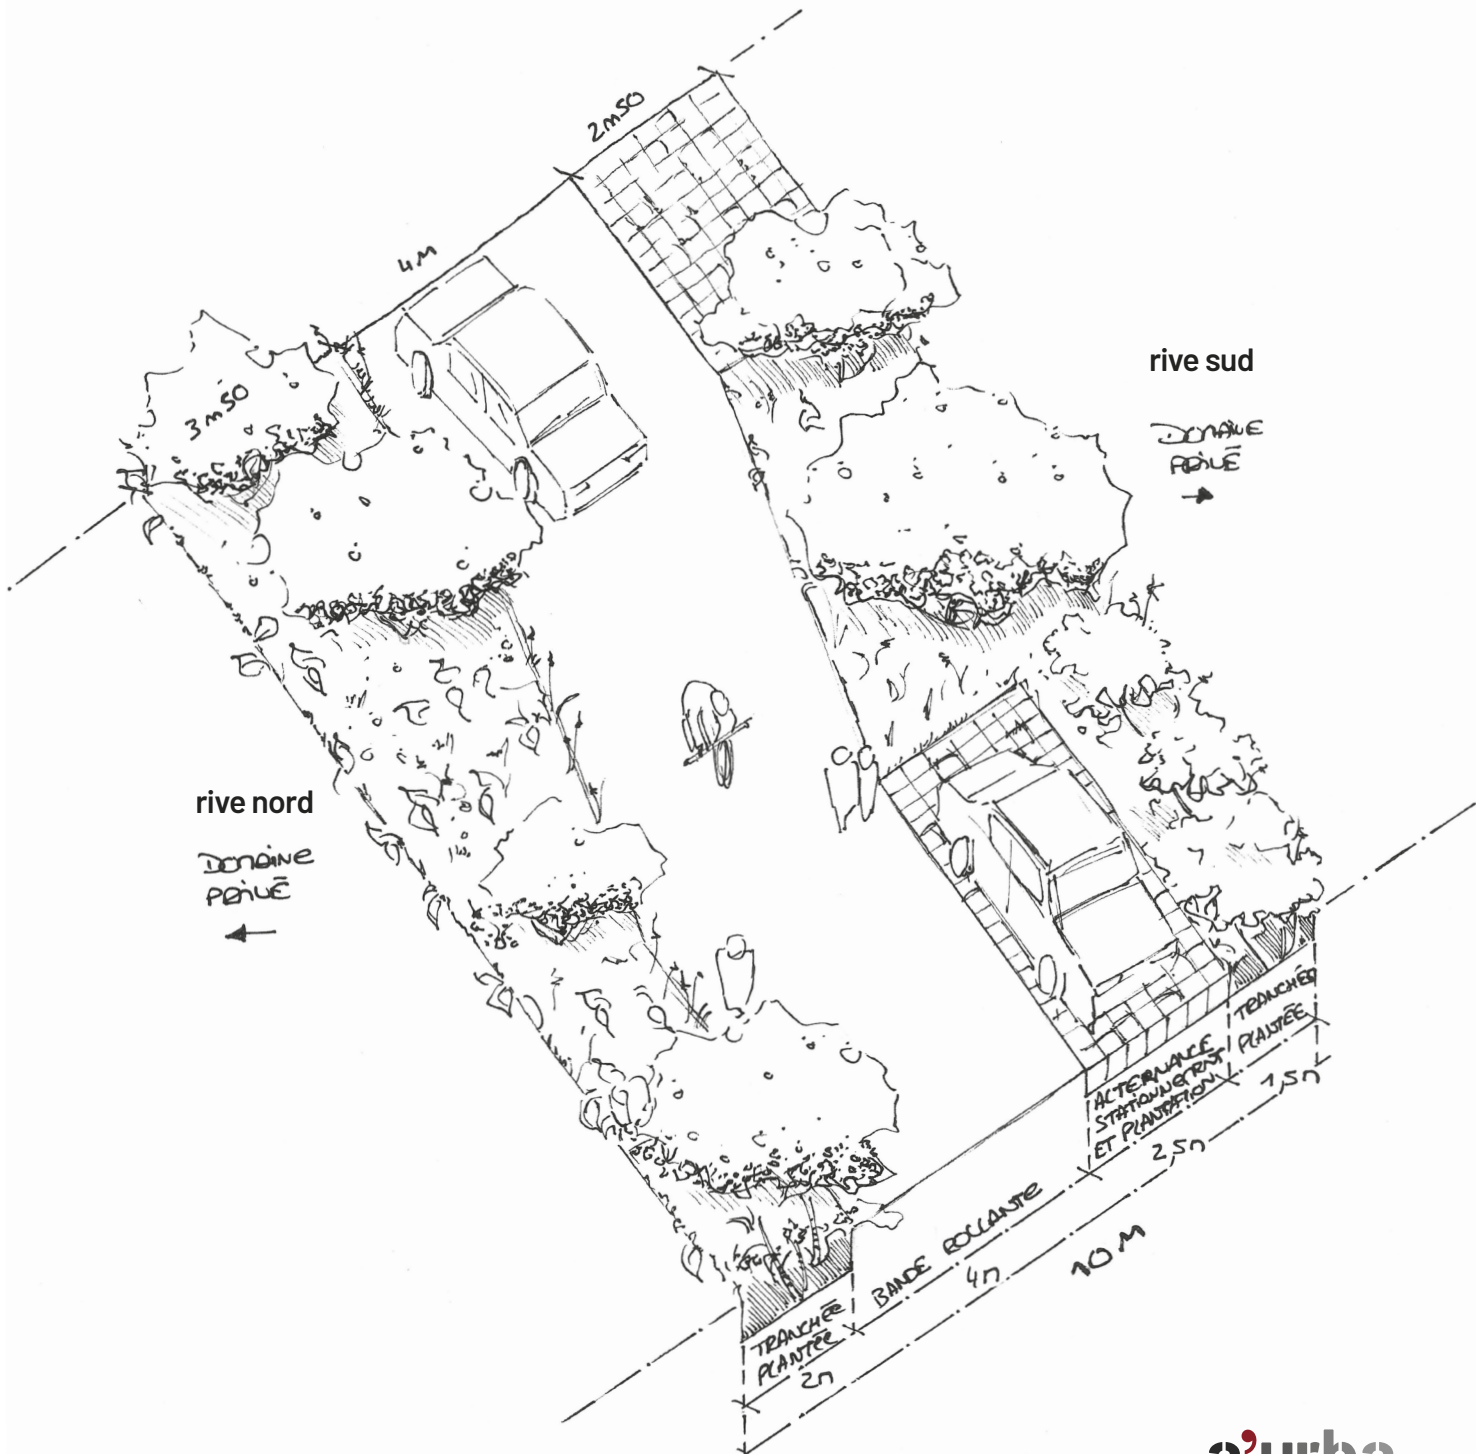 2m50
4M
3m50
rive sud
DOMAINE
PRIVÉ
rive nord
DOMAINE
PRIVÉ
TRANCHÉE
PLANTÉE
1,5m
ALTERNANCE
STATIONNEMENT
ET PLANTATION
2,5m
BANDE ROULANTE
4m
10 M
TRANCHÉE
PLANTÉE
2m
a'urba